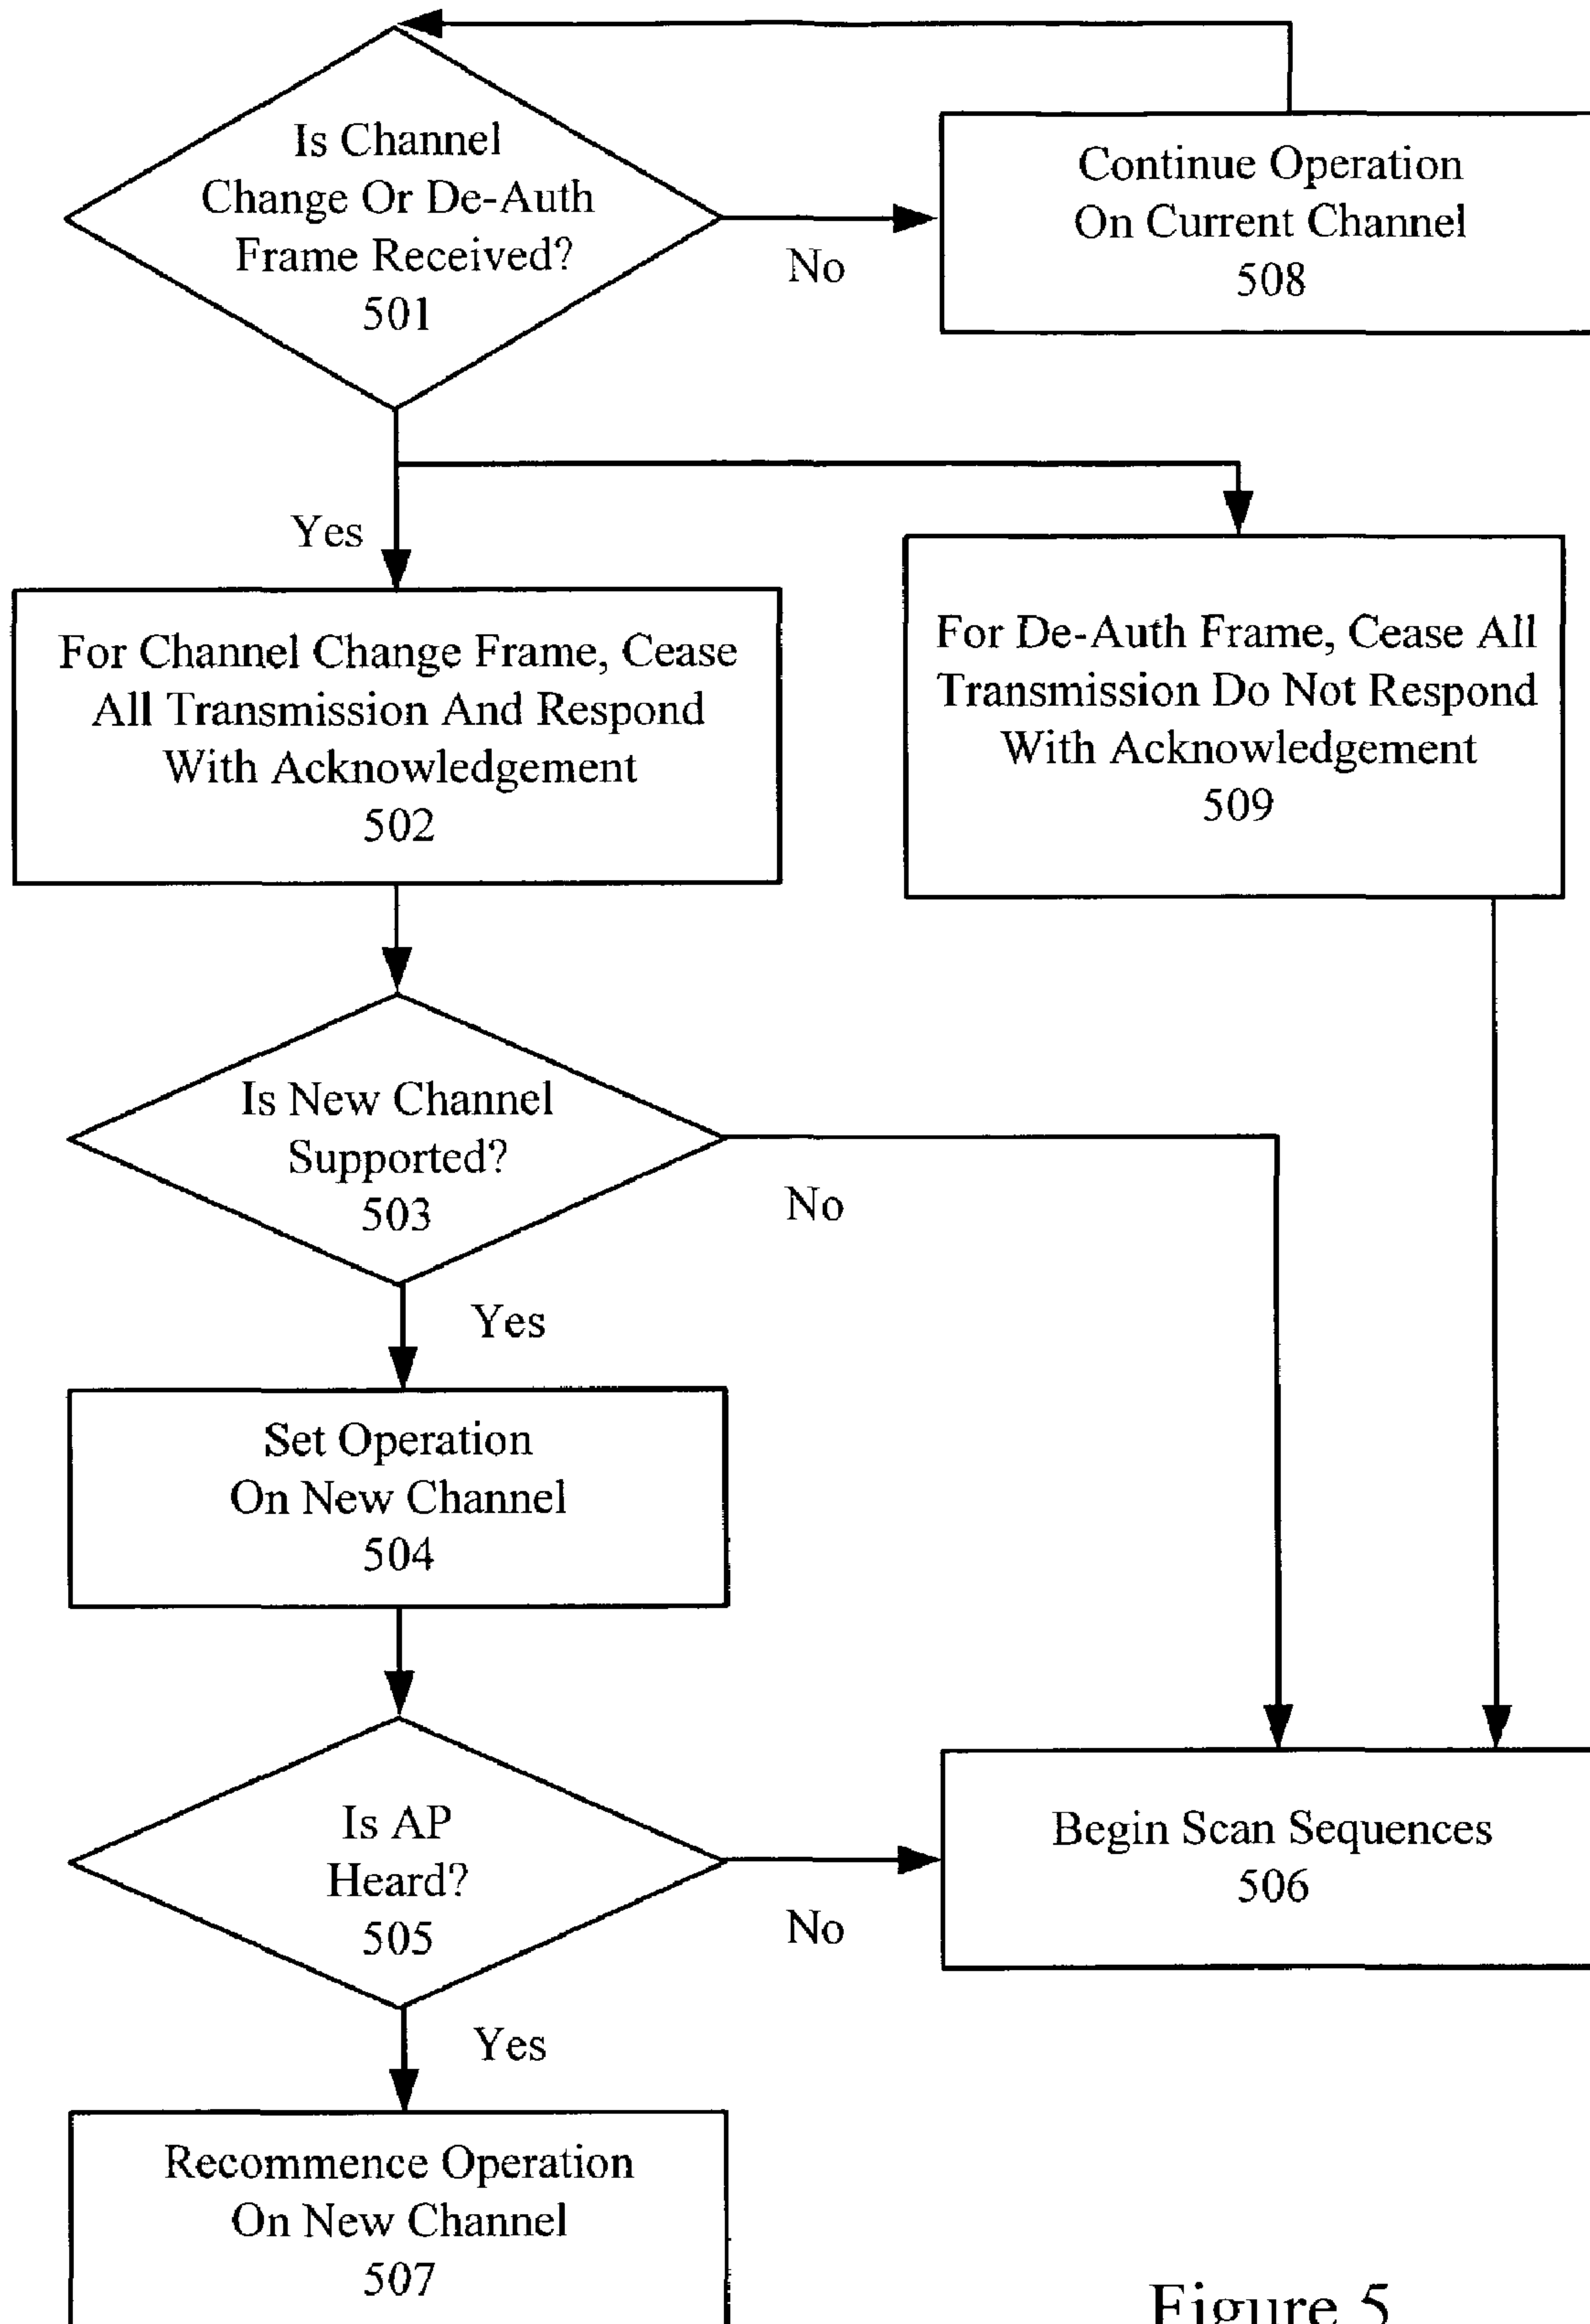 Is Channel
Change Or De-Auth
Frame Received?
501
No
Continue Operation
On Current Channel
508
Yes
For Channel Change Frame, Cease
All Transmission And Respond
With Acknowledgement
502
For De-Auth Frame, Cease All
Transmission Do Not Respond
With Acknowledgement
509
Is New Channel
Supported?
503
No
Yes
Set Operation
On New Channel
504
Is AP
Heard?
505
No
Begin Scan Sequences
506
Yes
Recommence Operation
On New Channel
507
Figure 5